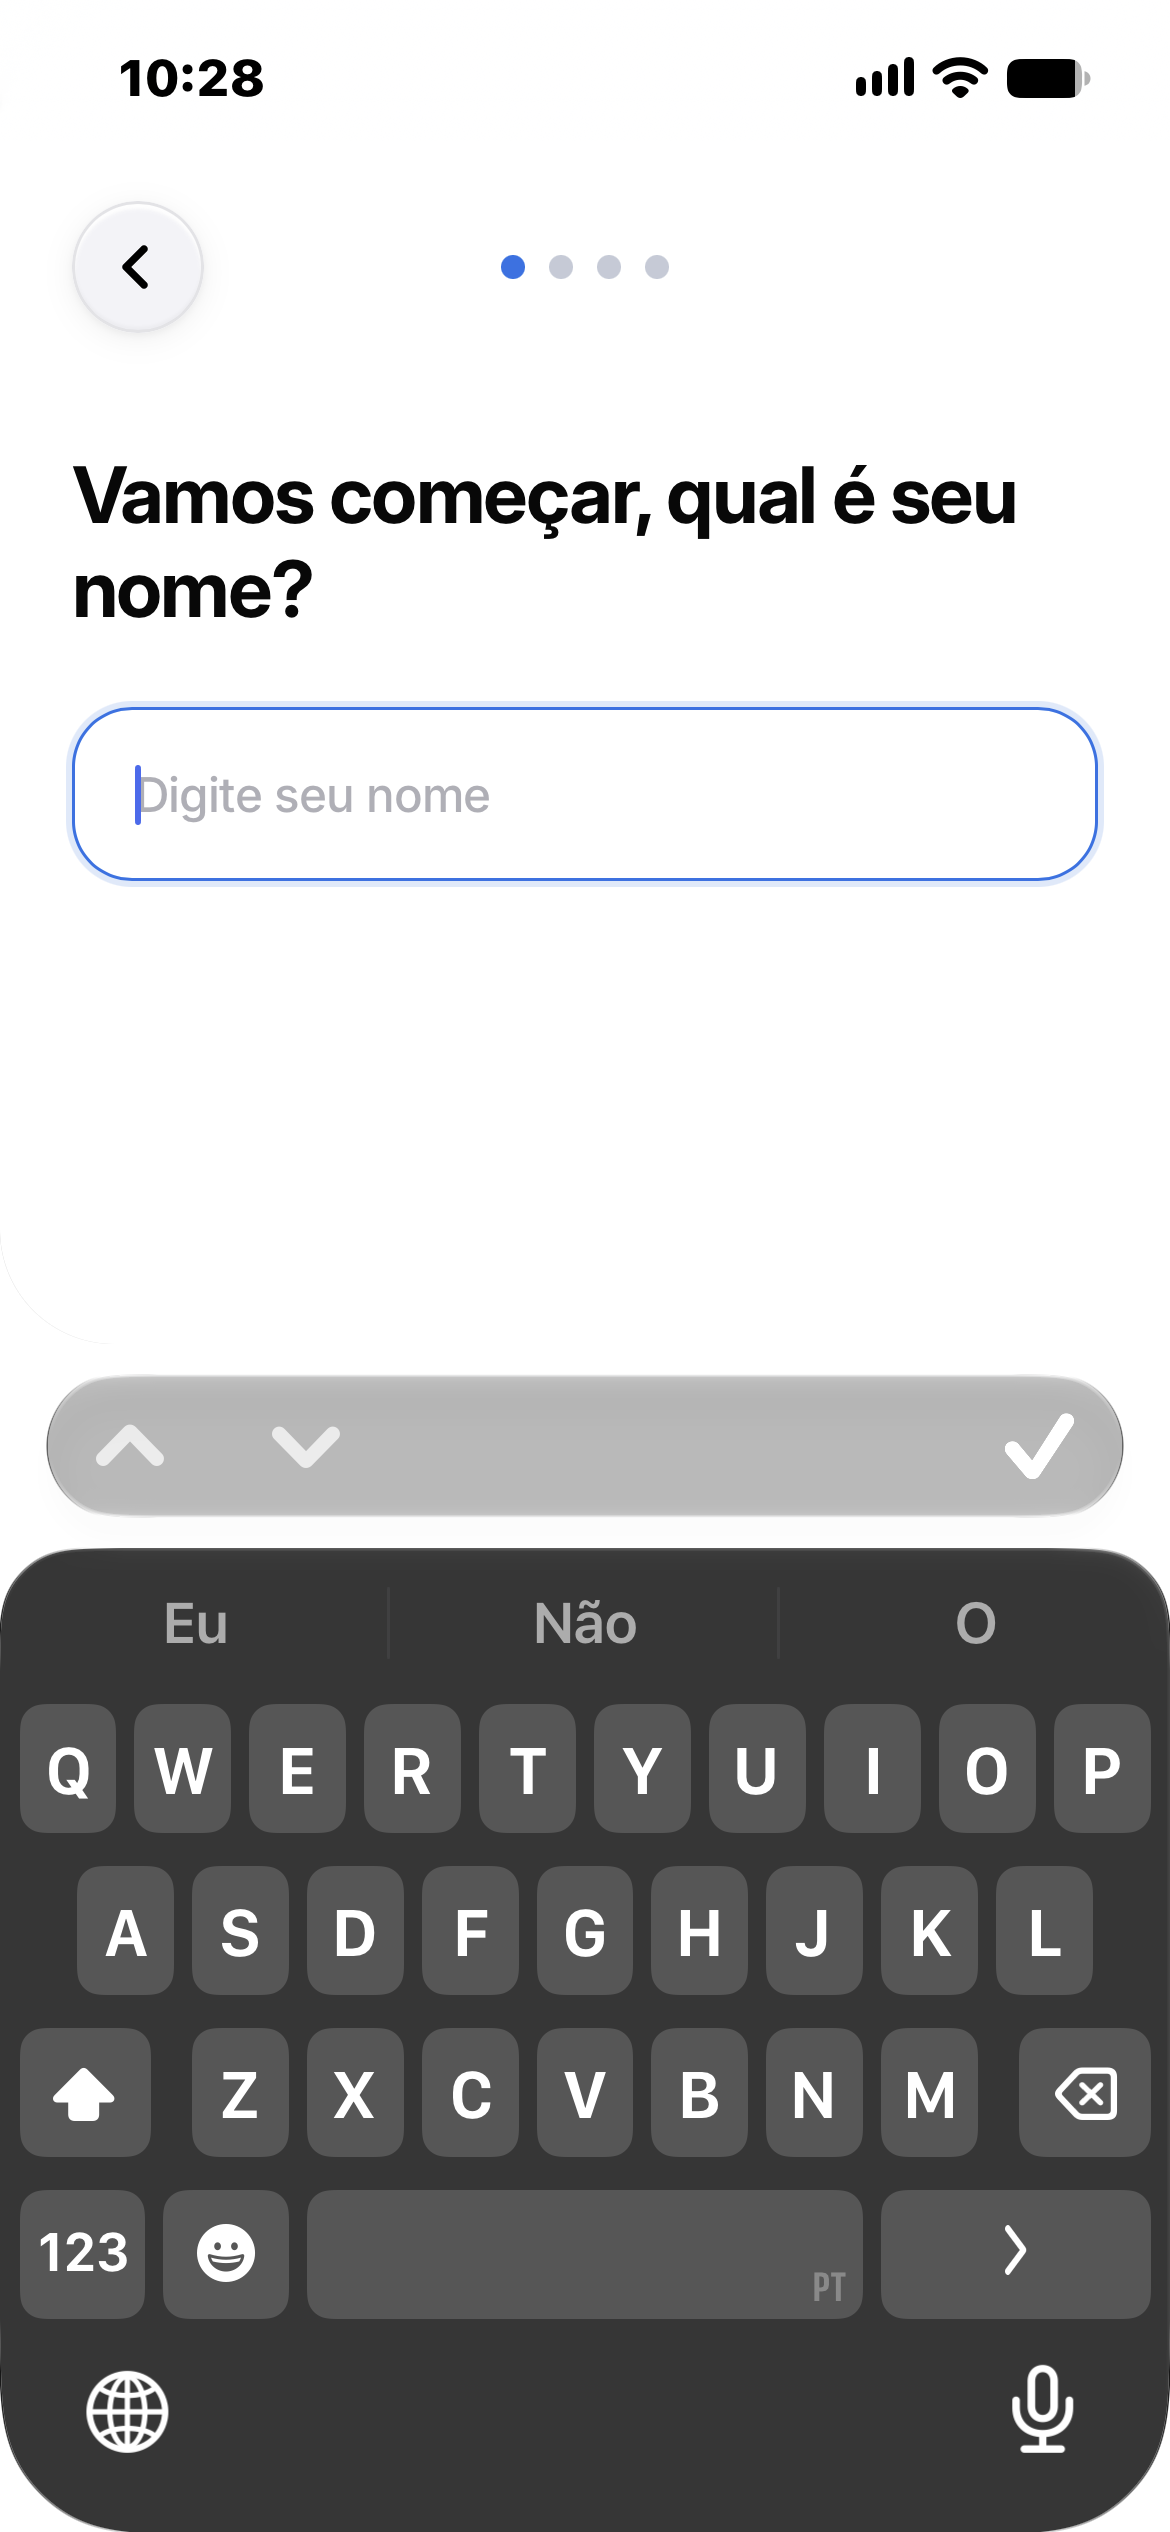 10:28
Vamos começar, qual é seu
nome?
Digite seu nome
Eu Não O
Q W E R T Y U I O P
A S D F G H J K L
Z X C V B N M
123 PT